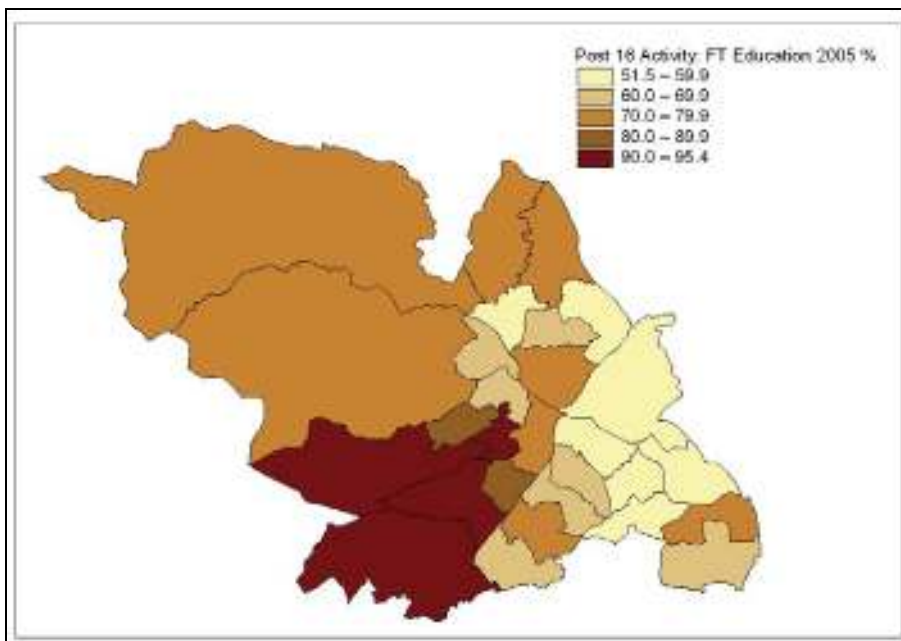 Post 16 Activity: FT Education 2005 %
51.5 – 59.9
60.0 – 69.9
70.0 – 79.9
80.0 – 89.9
90.0 – 95.4